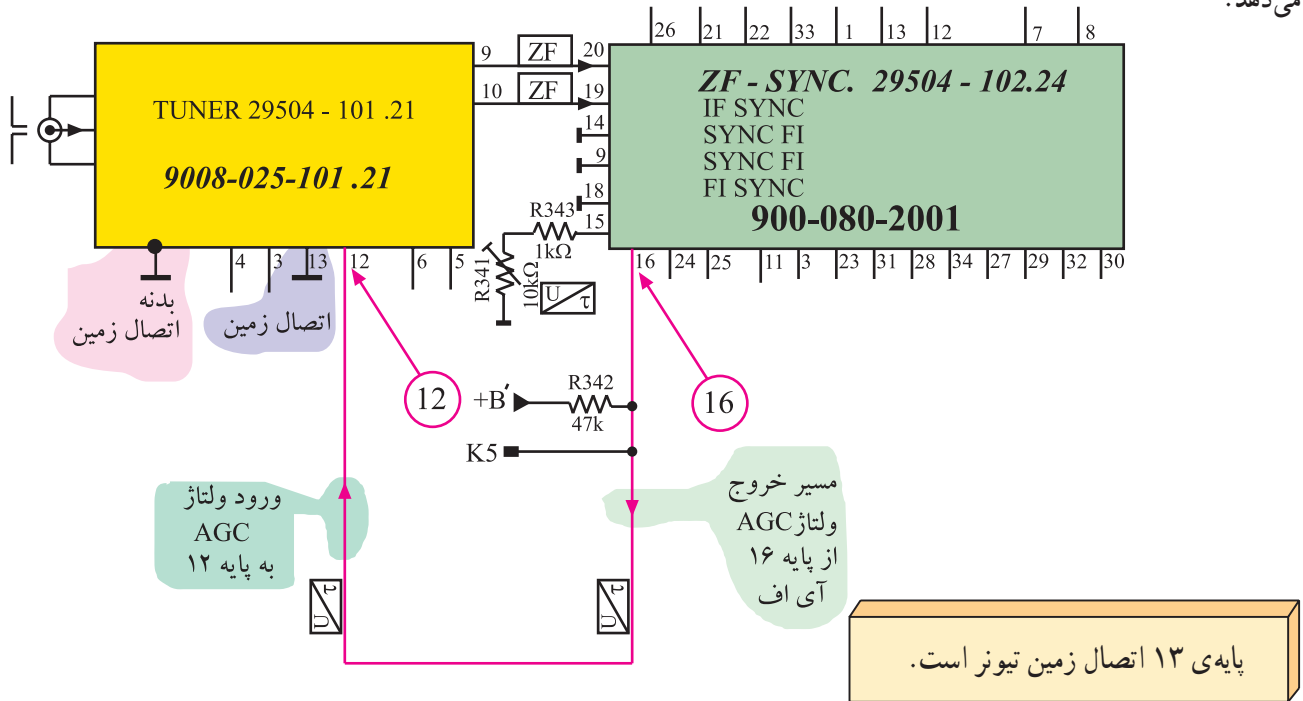 می‌دهد.
26 21 22 33 1 13 12 7 8
9 ZF 20
10 ZF 19
TUNER 29504 - 101 .21
9008-025-101 .21
ZF - SYNC. 29504 - 102.24
IF SYNC
SYNC FI
SYNC FI
FI SYNC
900-080-2001
14
9
18
15
R343
1kΩ
R341
10kΩ
U τ
4 3 13 12 6 5
16 24 25 11 3 23 31 28 34 27 29 32 30
بدنه
اتصال زمین
اتصال زمین
12
16
+B′
R342
47k
K5
ورود ولتاژ
AGC
به پایه ۱۲
مسیر خروج
ولتاژ AGC
از پایه ۱۶
آی اف
U τ
U τ
پایه‌ی ۱۳ اتصال زمین تیونر است.